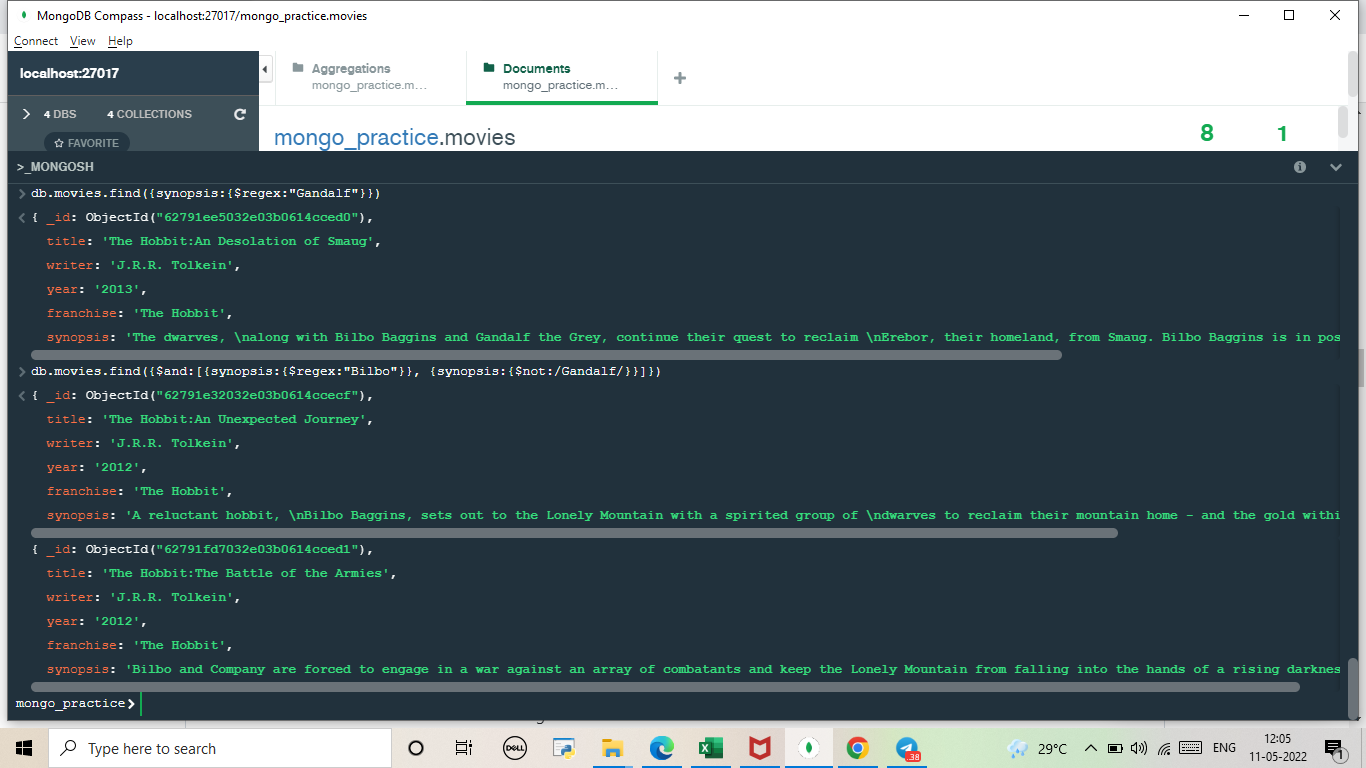 MongoDB Compass - localhost:27017/mongo_practice.movies
Connect View Help
localhost:27017
4 DBS 4 COLLECTIONS
FAVORITE
Aggregations
mongo_practice.m...
Documents
mongo_practice.m...
+
mongo_practice.movies
8 1
>_MONGOSH
> db.movies.find({synopsis:{$regex:"Gandalf"}})
< { _id: ObjectId("62791ee5032e03b0614cced0"),
title: 'The Hobbit:An Desolation of Smaug',
writer: 'J.R.R. Tolkein',
year: '2013',
franchise: 'The Hobbit',
synopsis: 'The dwarves, \nalong with Bilbo Baggins and Gandalf the Grey, continue their quest to reclaim \nErebor, their homeland, from Smaug. Bilbo Baggins is in pos
> db.movies.find({$and:[{synopsis:{$regex:"Bilbo"}}, {synopsis:{$not:/Gandalf/}}]})
< { _id: ObjectId("62791e32032e03b0614ccecf"),
title: 'The Hobbit:An Unexpected Journey',
writer: 'J.R.R. Tolkein',
year: '2012',
franchise: 'The Hobbit',
synopsis: 'A reluctant hobbit, \nBilbo Baggins, sets out to the Lonely Mountain with a spirited group of \ndwarves to reclaim their mountain home - and the gold withi
{ _id: ObjectId("62791fd7032e03b0614cced1"),
title: 'The Hobbit:The Battle of the Armies',
writer: 'J.R.R. Tolkein',
year: '2012',
franchise: 'The Hobbit',
synopsis: 'Bilbo and Company are forced to engage in a war against an array of combatants and keep the Lonely Mountain from falling into the hands of a rising darknes
mongo_practice>
Type here to search
DELL
38
29°C
ENG
12:05
11-05-2022
1